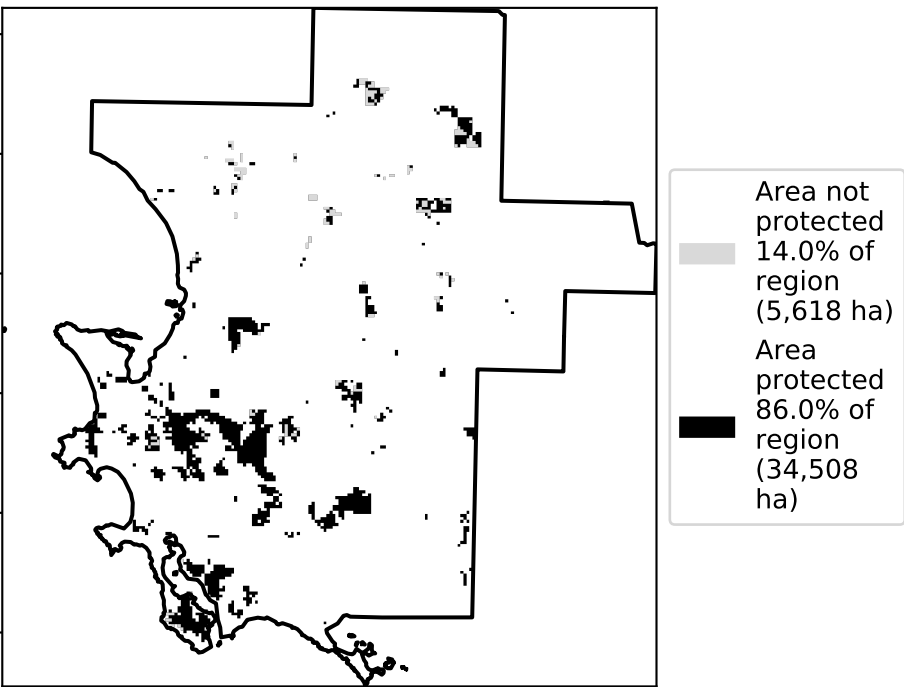 Area not
protected
14.0% of
region
(5,618 ha)
Area
protected
86.0% of
region
(34,508
ha)